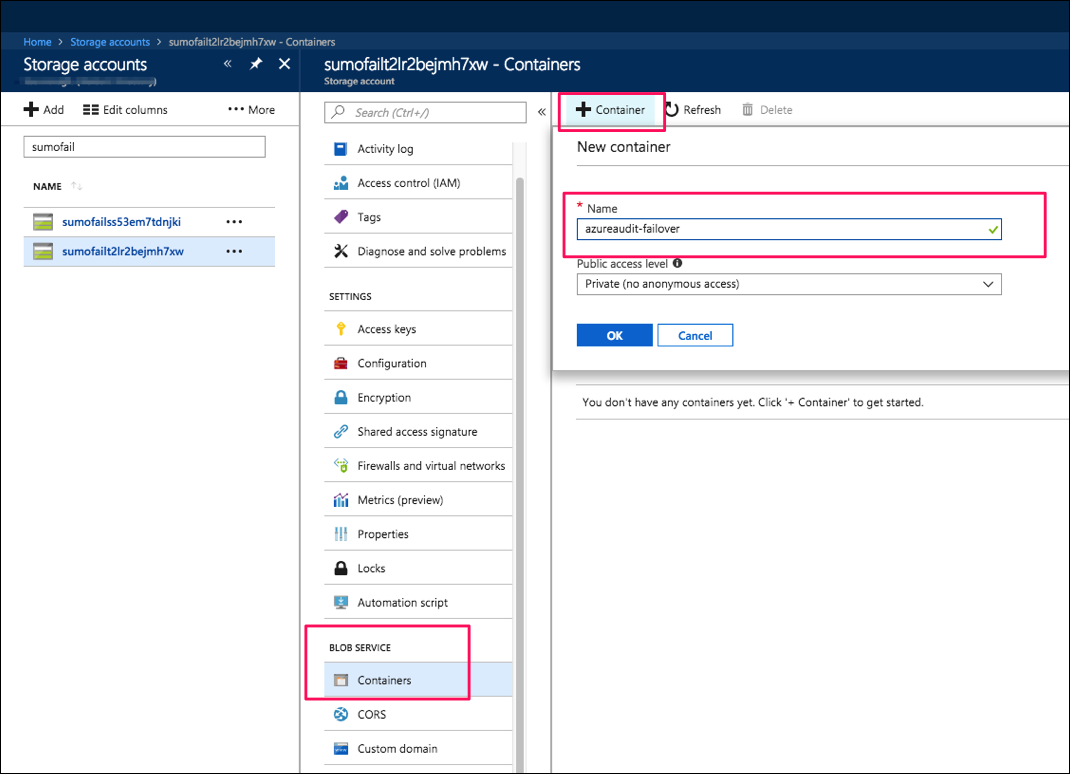 Home > Storage accounts > sumofailt2lr2bejmh7xw - Containers
Storage accounts
Add
Edit columns
More
sumofail
NAME
sumofailss53em7tdnjki
sumofailt2lr2bejmh7xw
sumofailt2lr2bejmh7xw - Containers
Storage account
Search (Ctrl+/)
Activity log
Access control (IAM)
Tags
Diagnose and solve problems
SETTINGS
Access keys
Configuration
Encryption
Shared access signature
Firewalls and virtual networks
Metrics (preview)
Properties
Locks
Automation script
BLOB SERVICE
Containers
CORS
Custom domain
Container
Refresh
Delete
New container
* Name
azureaudit-failover
Public access level
Private (no anonymous access)
OK
Cancel
You don't have any containers yet. Click '+ Container' to get started.